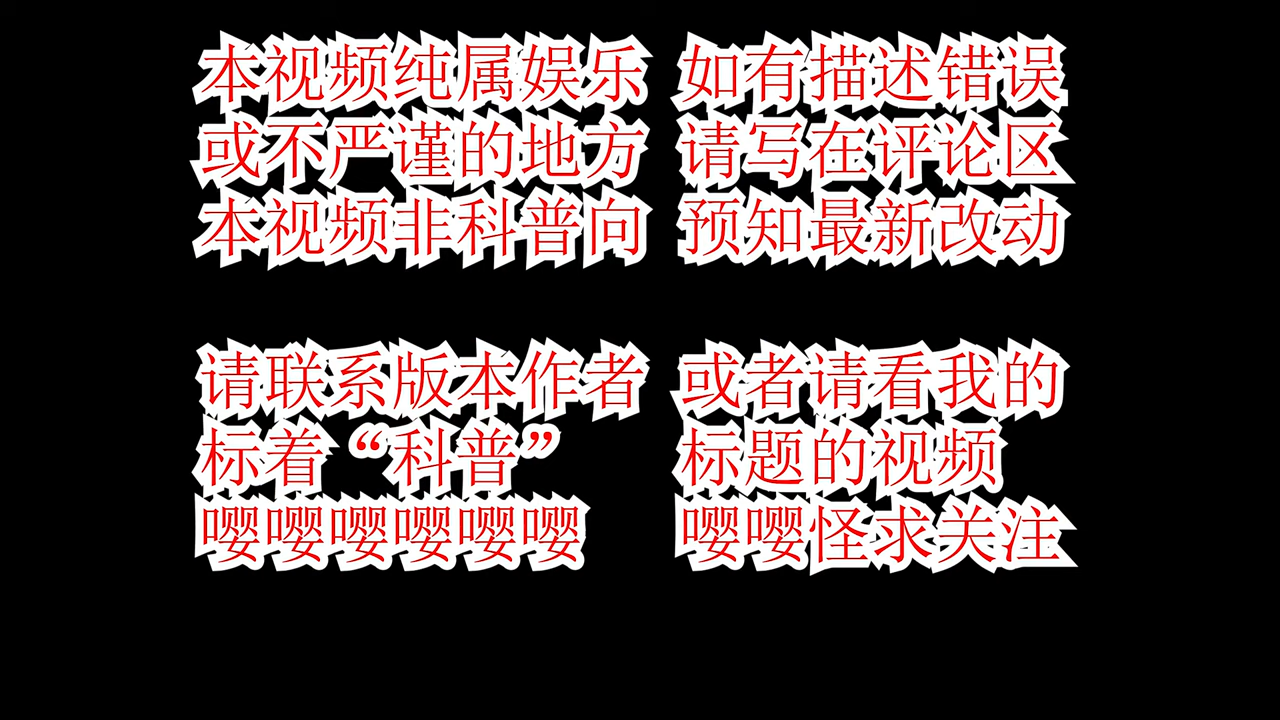 本视频纯属娱乐 如有描述错误
或不严谨的地方 请写在评论区
本视频非科普向 预知最新改动
请联系版本作者 或者请看我的
标着“科普” 标题的视频
嘤嘤嘤嘤嘤嘤 嘤嘤怪求关注